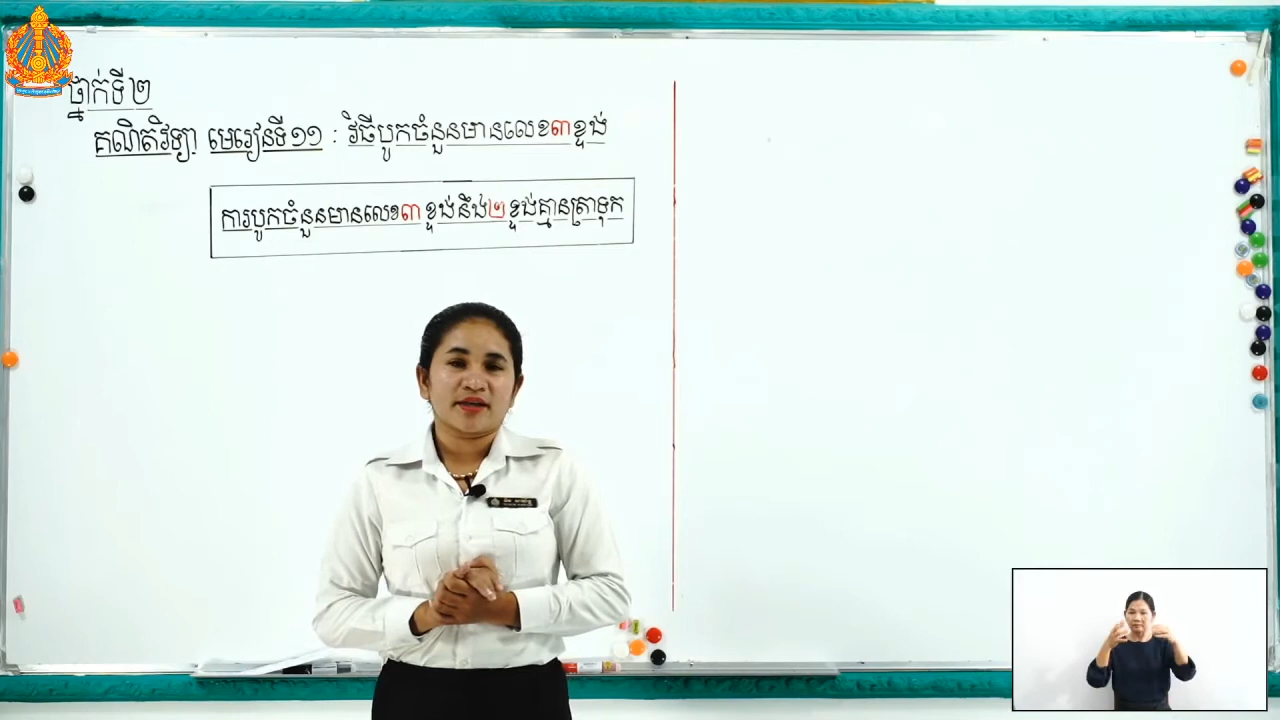 ថ្នាក់ទី២
គណិតវិទ្យា មេរៀនទី១១ : វិធីបូកចំនួនមានលេខ៣ខ្ទង់
ការបូកចំនួនមានលេខ៣ ខ្ទង់នឹង២ខ្ទង់គ្មានត្រាទុក